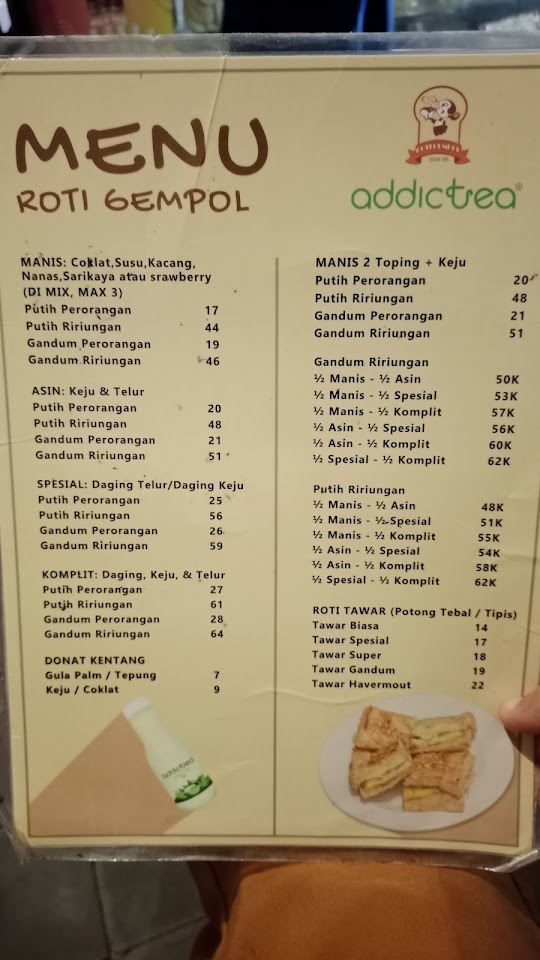 MENU
ROTI GEMPOL
addictea®
MANIS: Coklat,Susu,Kacang,
Nanas,Sarikaya atau srawberry
(DI MIX, MAX 3)
Putih Perorangan 17
Putih Ririungan 44
Gandum Perorangan 19
Gandum Ririungan 46
ASIN: Keju & Telur
Putih Perorangan 20
Putih Ririungan 48
Gandum Perorangan 21
Gandum Ririungan 51
SPESIAL: Daging Telur/Daging Keju
Putih Perorangan 25
Putih Ririungan 56
Gandum Perorangan 26
Gandum Ririungan 59
KOMPLIT: Daging, Keju, & Telur
Putih Perorangan 27
Putih Ririungan 61
Gandum Perorangan 28
Gandum Ririungan 64
DONAT KENTANG
Gula Palm / Tepung 7
Keju / Coklat 9
addictea
MANIS 2 Toping + Keju
Putih Perorangan 20
Putih Ririungan 48
Gandum Perorangan 21
Gandum Ririungan 51
Gandum Ririungan
½ Manis - ½ Asin 50K
½ Manis - ½ Spesial 53K
½ Manis - ½ Komplit 57K
½ Asin - ½ Spesial 56K
½ Asin - ½ Komplit 60K
½ Spesial - ½ Komplit 62K
Putih Ririungan
½ Manis - ½ Asin 48K
½ Manis - ½ Spesial 51K
½ Manis - ½ Komplit 55K
½ Asin - ½ Spesial 54K
½ Asin - ½ Komplit 58K
½ Spesial - ½ Komplit 62K
ROTI TAWAR (Potong Tebal / Tipis)
Tawar Biasa 14
Tawar Spesial 17
Tawar Super 18
Tawar Gandum 19
Tawar Havermout 22